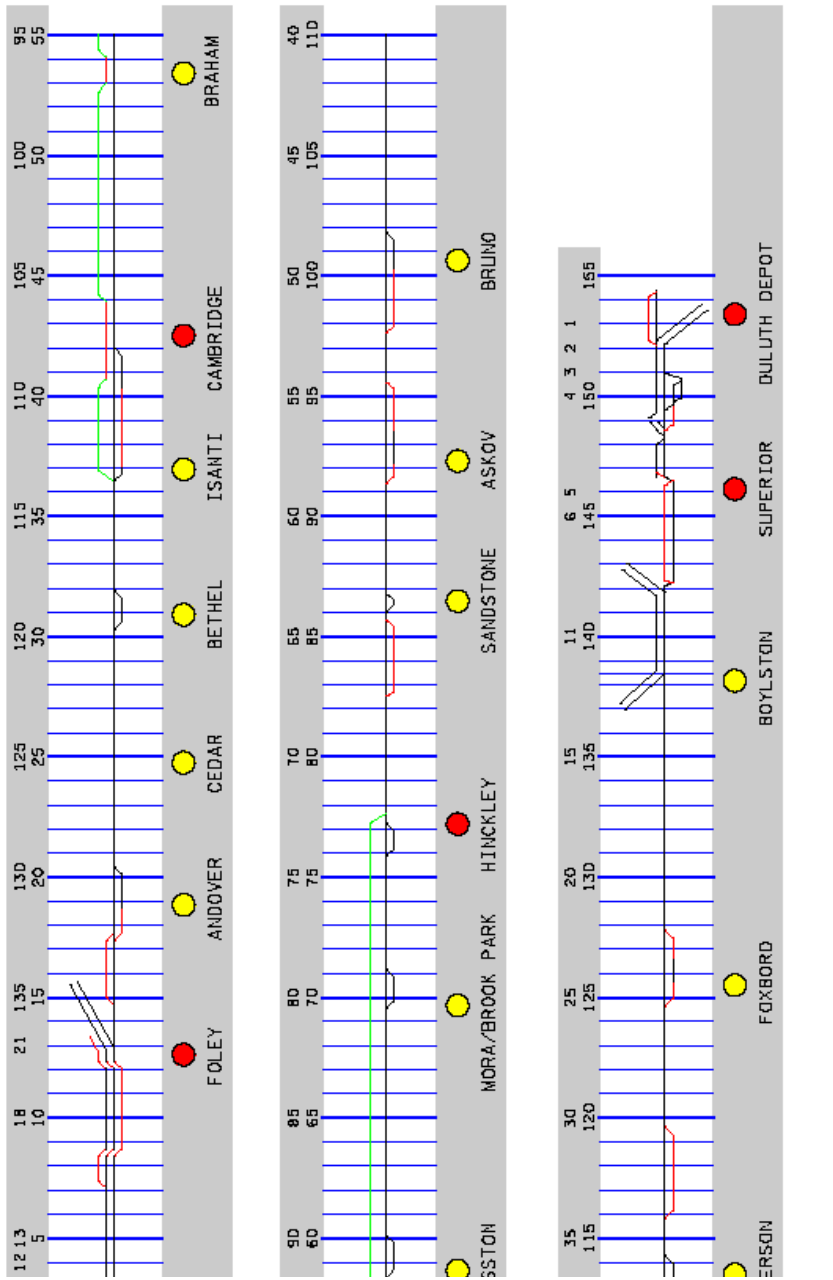 95 55
BRAHAM
100 50
105 45
CAMBRIDGE
110 40
ISANTI
115 35
BETHEL
120 30
125 25
CEDAR
130 20
ANDOVER
135 15
21
FOLEY
18 10
12 13 5
40 110
45 105
BRUNO
50 100
55 95
ASKOV
60 90
SANDSTONE
65 85
70 80
HINCKLEY
75 75
MORA/BROOK PARK
80 70
85 65
90 60
SSTON
155
DULUTH DEPOT
1
2
3
4 150
SUPERIOR
5
6 145
11 140
BOYLSTON
15 135
20 130
FOXBORD
25 125
30 120
35 115
ERSON